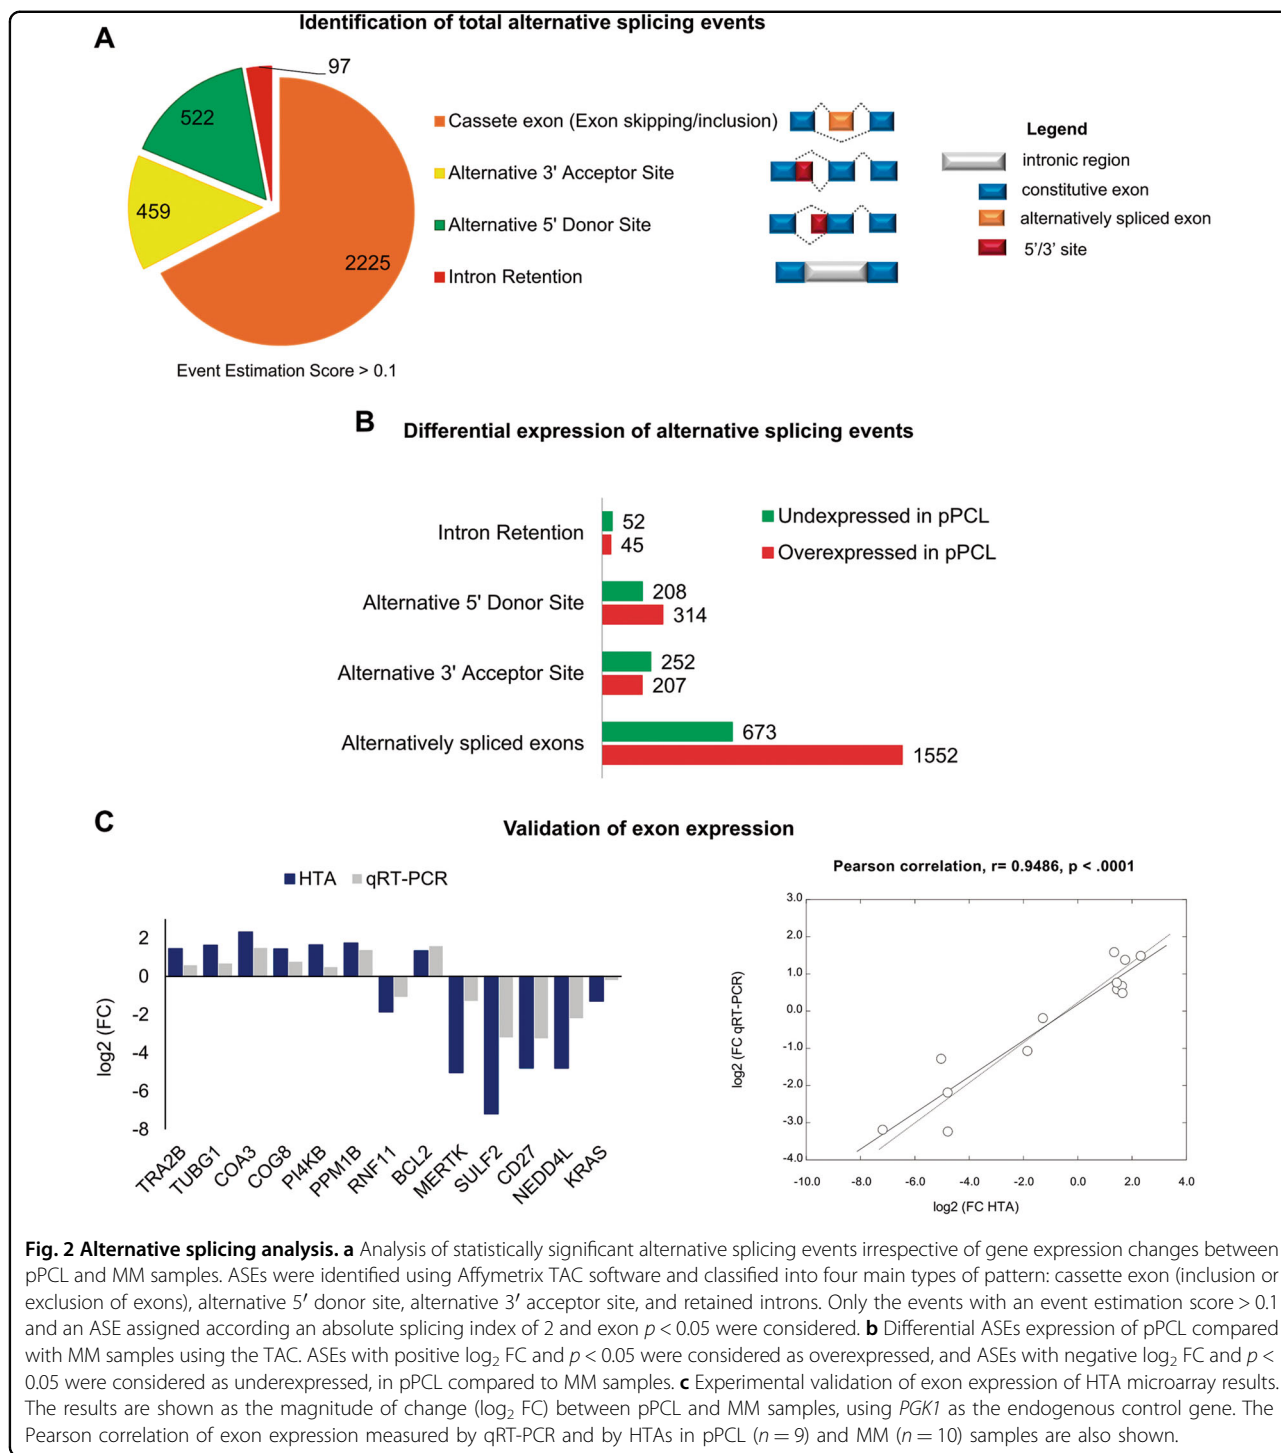 A
Identification of total alternative splicing events
97
522
459
2225
Event Estimation Score > 0.1
Cassete exon (Exon skipping/inclusion)
Alternative 3' Acceptor Site
Alternative 5' Donor Site
Intron Retention
Legend
intronic region
constitutive exon
alternatively spliced exon
5'/3' site
B
Differential expression of alternative splicing events
Undexpressed in pPCL
Overexpressed in pPCL
Intron Retention
52
45
Alternative 5' Donor Site
208
314
Alternative 3' Acceptor Site
252
207
Alternatively spliced exons
673
1552
C
Validation of exon expression
HTA
qRT-PCR
log2 (FC)
2
0
-2
-4
-6
-8
TRA2B
TUBG1
COA3
COG8
PI4KB
PPM1B
RNF11
BCL2
MERTK
SULF2
CD27
NEDD4L
KRAS
Pearson correlation, r= 0.9486, p < .0001
log2 (FC qRT-PCR)
3.0
2.0
1.0
0.0
-1.0
-2.0
-3.0
-4.0
-10.0 -8.0 -6.0 -4.0 -2.0 0.0 2.0 4.0
log2 (FC HTA)
Fig. 2 Alternative splicing analysis. a Analysis of statistically significant alternative splicing events irrespective of gene expression changes between
pPCL and MM samples. ASEs were identified using Affymetrix TAC software and classified into four main types of pattern: cassette exon (inclusion or
exclusion of exons), alternative 5′ donor site, alternative 3′ acceptor site, and retained introns. Only the events with an event estimation score > 0.1
and an ASE assigned according an absolute splicing index of 2 and exon p < 0.05 were considered. b Differential ASEs expression of pPCL compared
with MM samples using the TAC. ASEs with positive log₂ FC and p < 0.05 were considered as overexpressed, and ASEs with negative log₂ FC and p <
0.05 were considered as underexpressed, in pPCL compared to MM samples. c Experimental validation of exon expression of HTA microarray results.
The results are shown as the magnitude of change (log₂ FC) between pPCL and MM samples, using PGK1 as the endogenous control gene. The
Pearson correlation of exon expression measured by qRT-PCR and by HTAs in pPCL (n = 9) and MM (n = 10) samples are also shown.